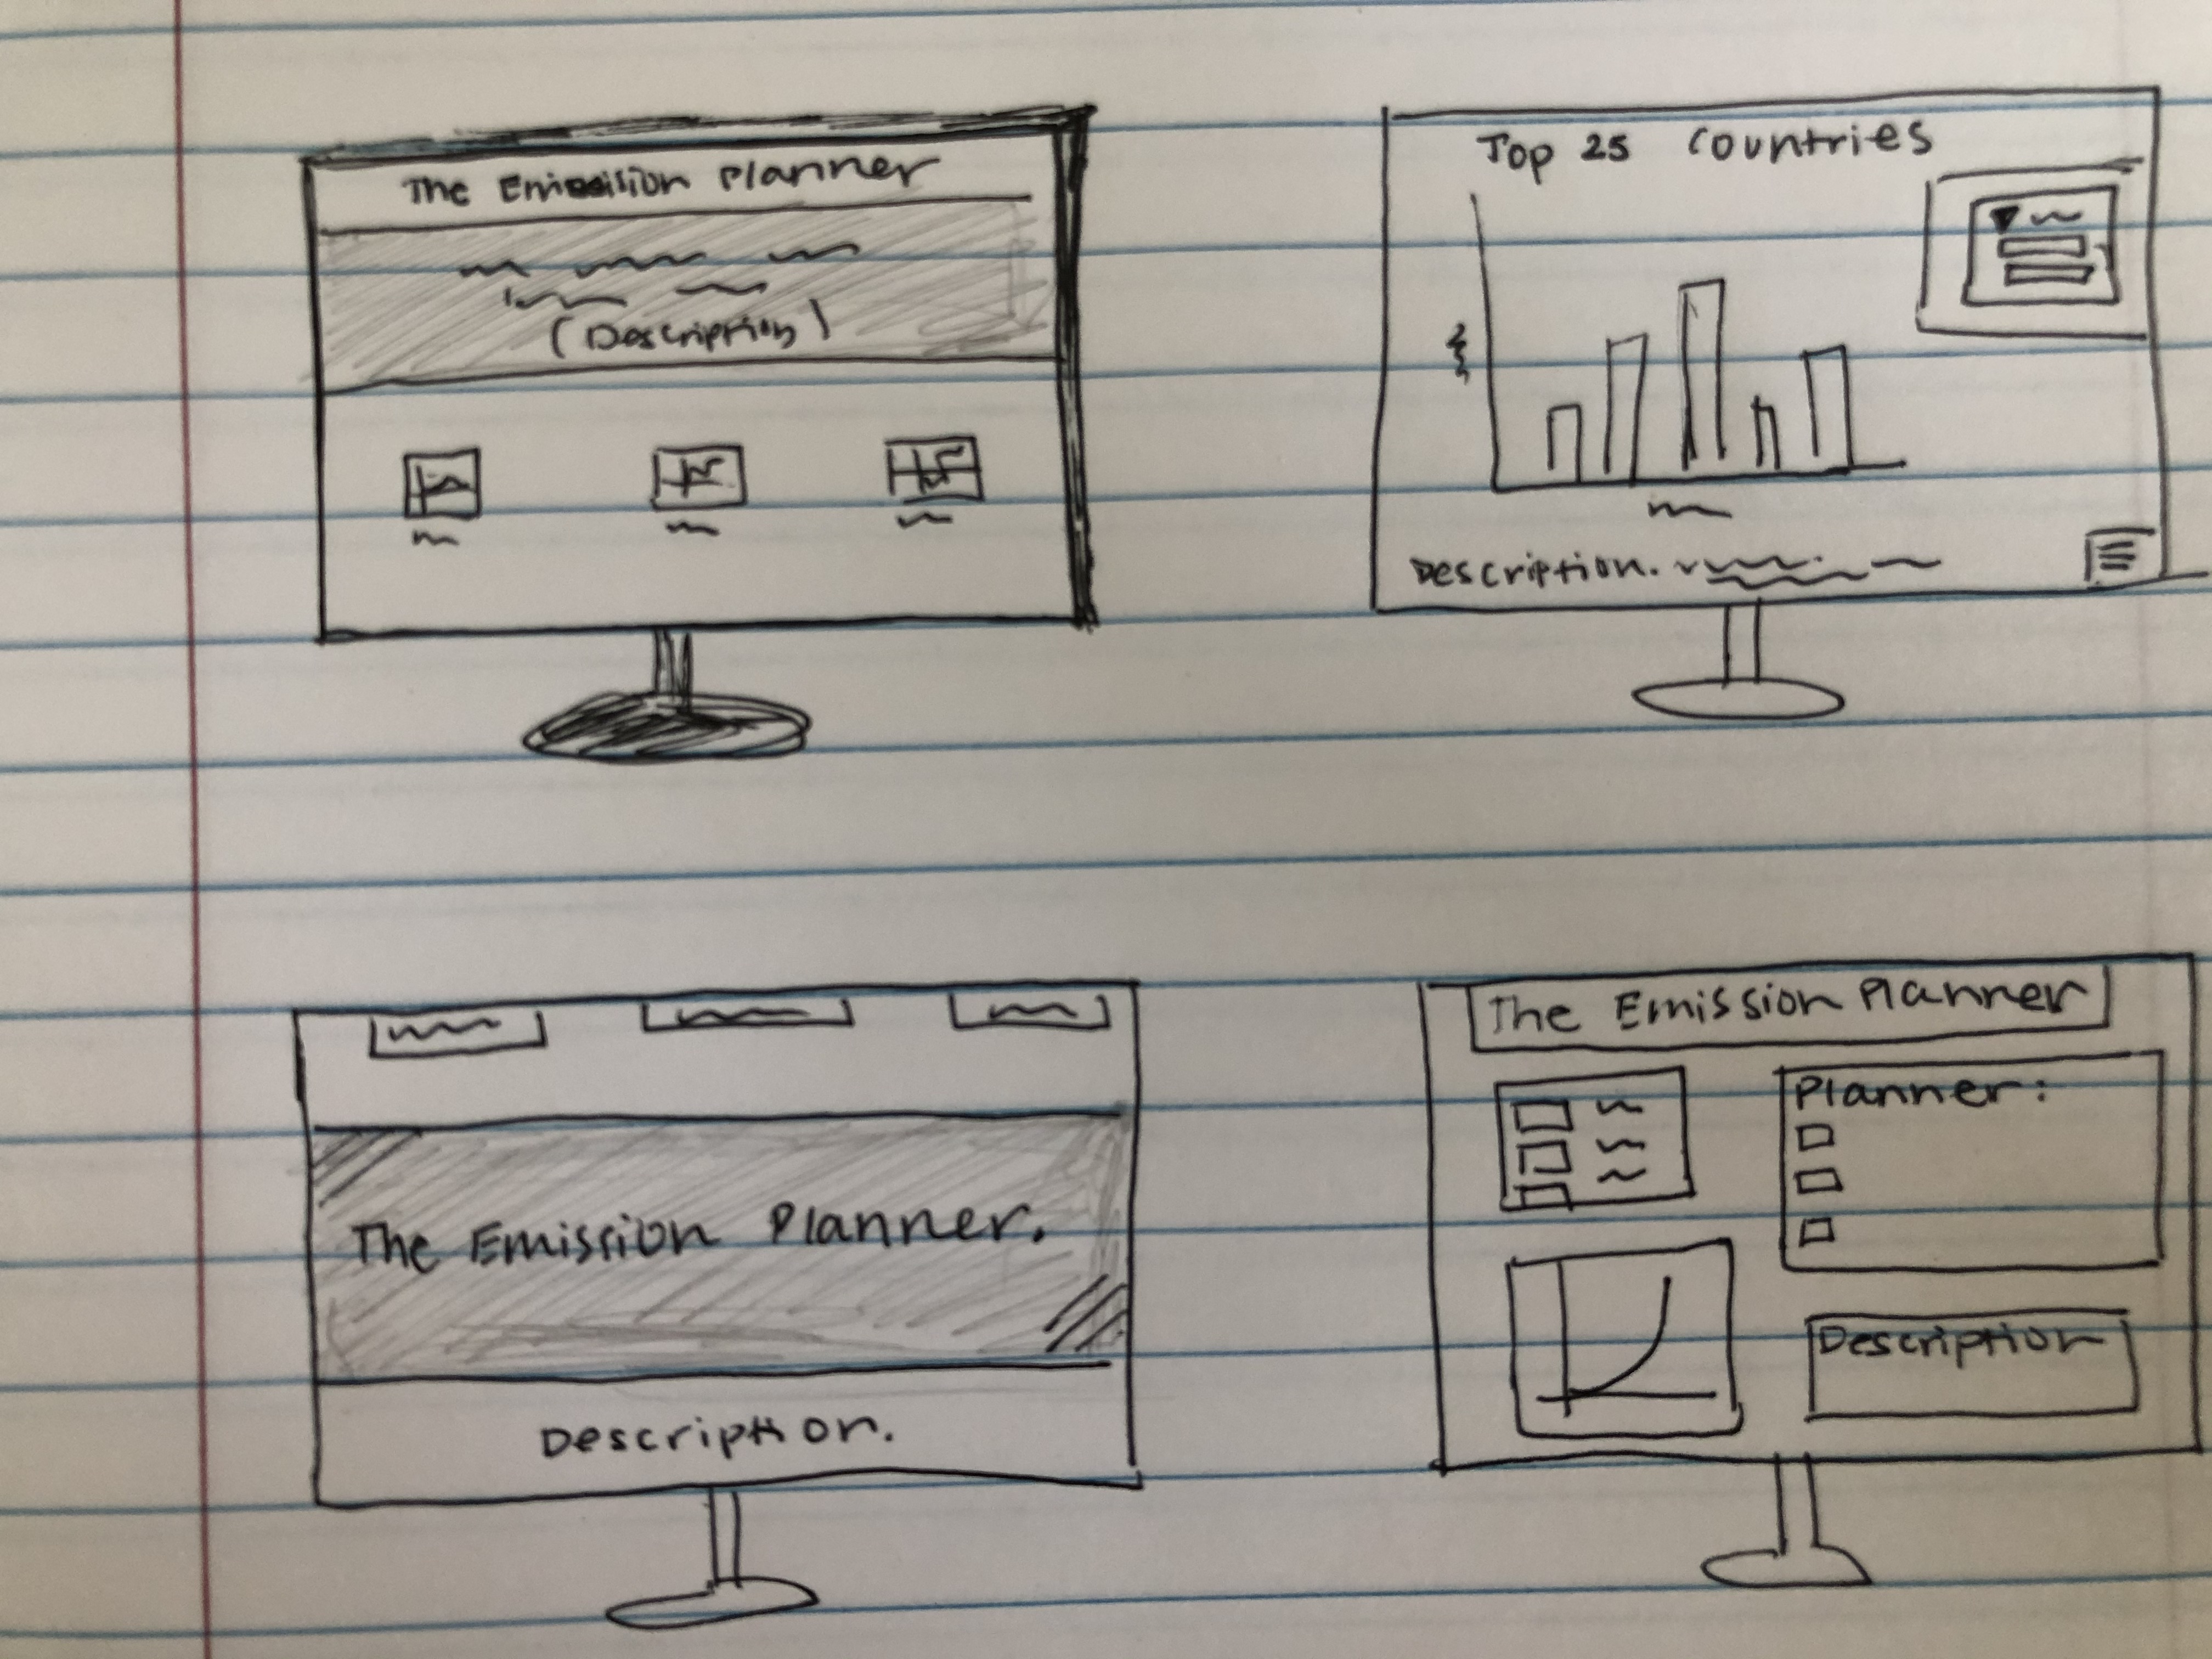 The Emission Planner
(Description)
Top 25 Countries
Description.
The Emission Planner.
Description.
The Emission Planner
Planner:
Description